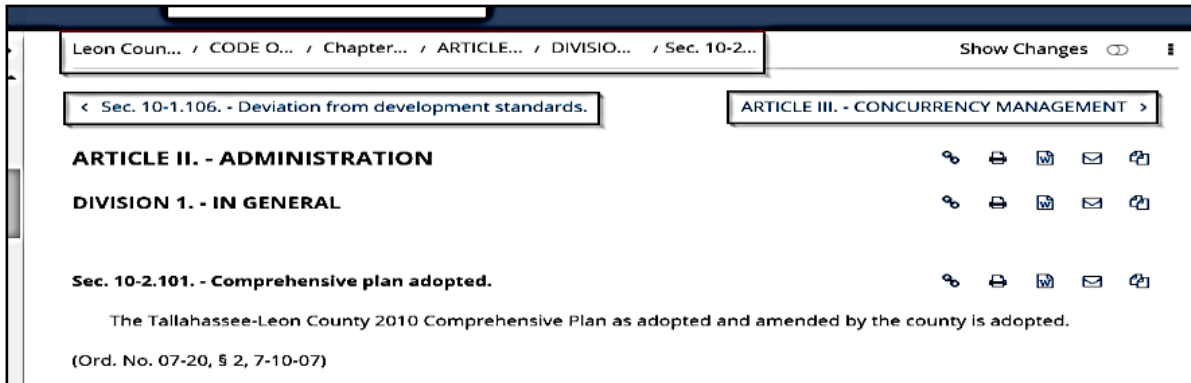 Leon Coun... / CODE O... / Chapter... / ARTICLE... / DIVISIO... / Sec. 10-2... Show Changes
< Sec. 10-1.106. - Deviation from development standards. ARTICLE III. - CONCURRENCY MANAGEMENT >
ARTICLE II. - ADMINISTRATION
DIVISION 1. - IN GENERAL
Sec. 10-2.101. - Comprehensive plan adopted.
The Tallahassee-Leon County 2010 Comprehensive Plan as adopted and amended by the county is adopted.
(Ord. No. 07-20, § 2, 7-10-07)